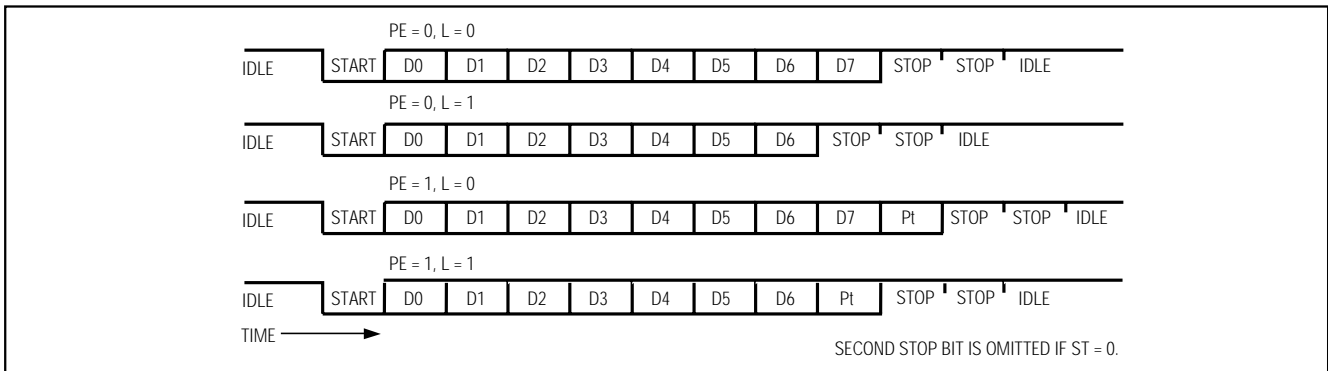 PE = 0, L = 0
IDLE START D0 D1 D2 D3 D4 D5 D6 D7 STOP STOP IDLE
PE = 0, L = 1
IDLE START D0 D1 D2 D3 D4 D5 D6 STOP STOP IDLE
PE = 1, L = 0
IDLE START D0 D1 D2 D3 D4 D5 D6 D7 Pt STOP STOP IDLE
PE = 1, L = 1
IDLE START D0 D1 D2 D3 D4 D5 D6 Pt STOP STOP IDLE
TIME
SECOND STOP BIT IS OMITTED IF ST = 0.